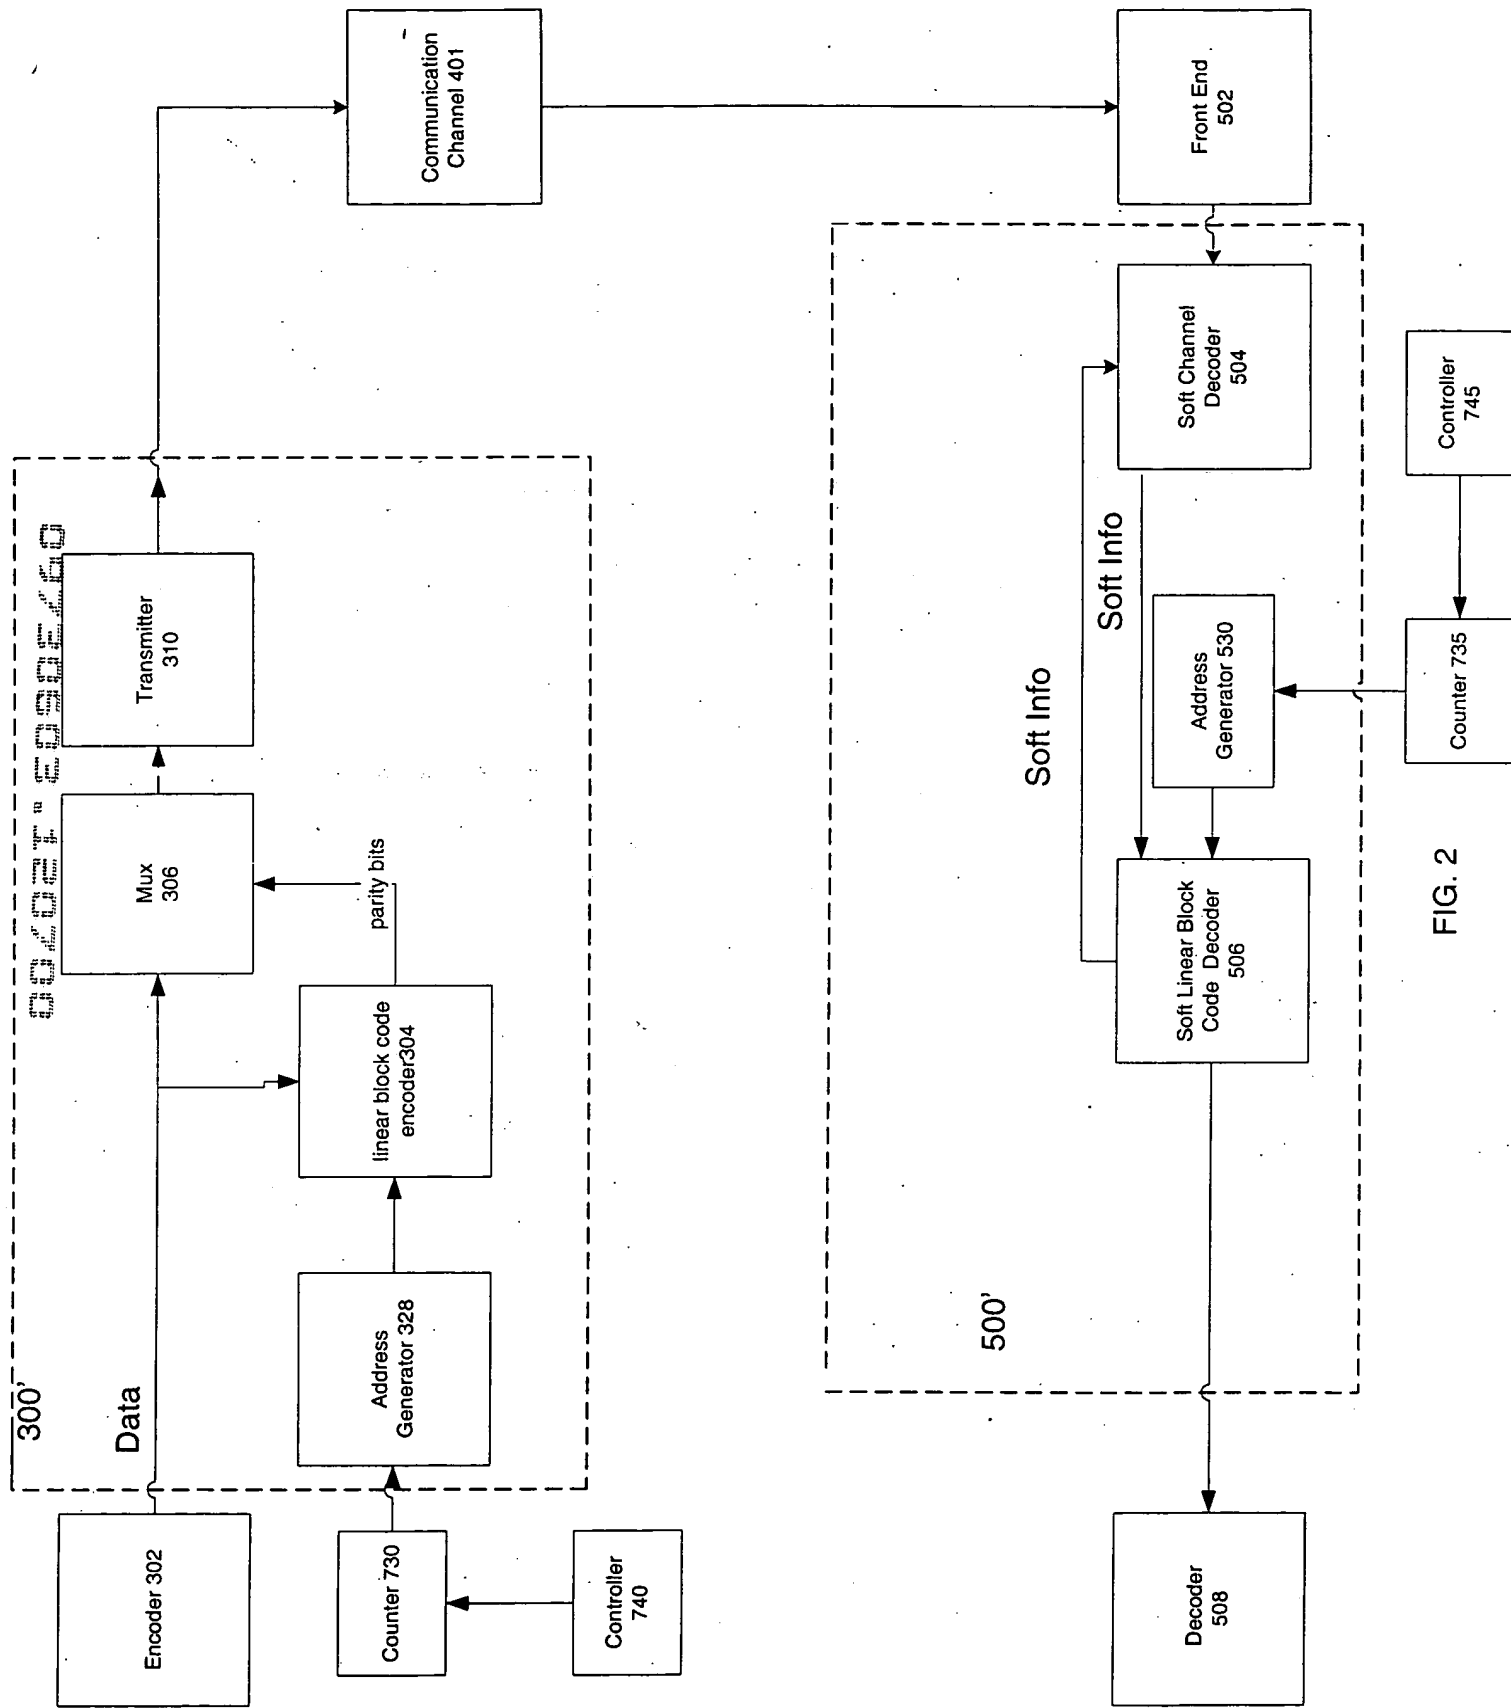 300'
Data
Encoder 302
Mux
306
Transmitter
310
parity bits
linear block code
encoder304
Address
Generator 328
Counter 730
Controller
740
Communication
Channel 401
500'
Soft Info
Soft Info
Decoder
508
Soft Linear Block
Code Decoder
506
Address
Generator 530
Soft Channel
Decoder
504
Front End
502
Counter 735
Controller
745
FIG. 2